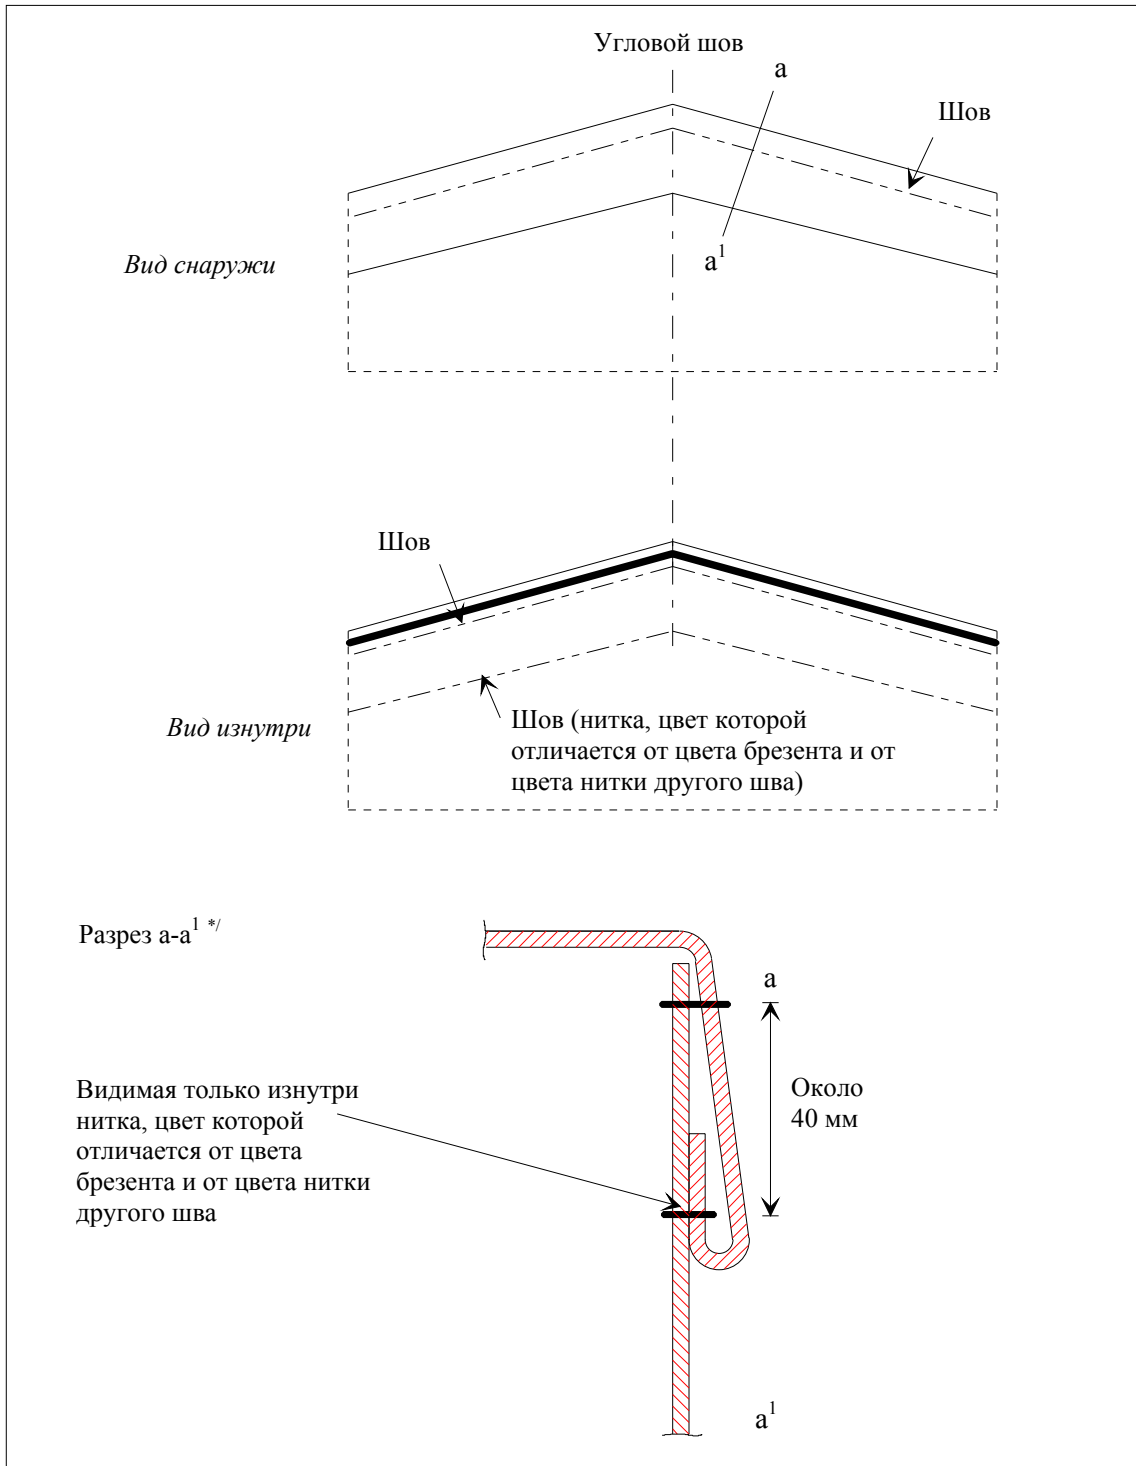 Угловой шов
a
Шов
a¹
Вид снаружи
Шов
Вид изнутри
Шов (нитка, цвет которой
отличается от цвета брезента и от
цвета нитки другого шва)
Разрез a-a¹ */
a
Видимая только изнутри
нитка, цвет которой
отличается от цвета
брезента и от цвета нитки
другого шва
Около
40 мм
a¹